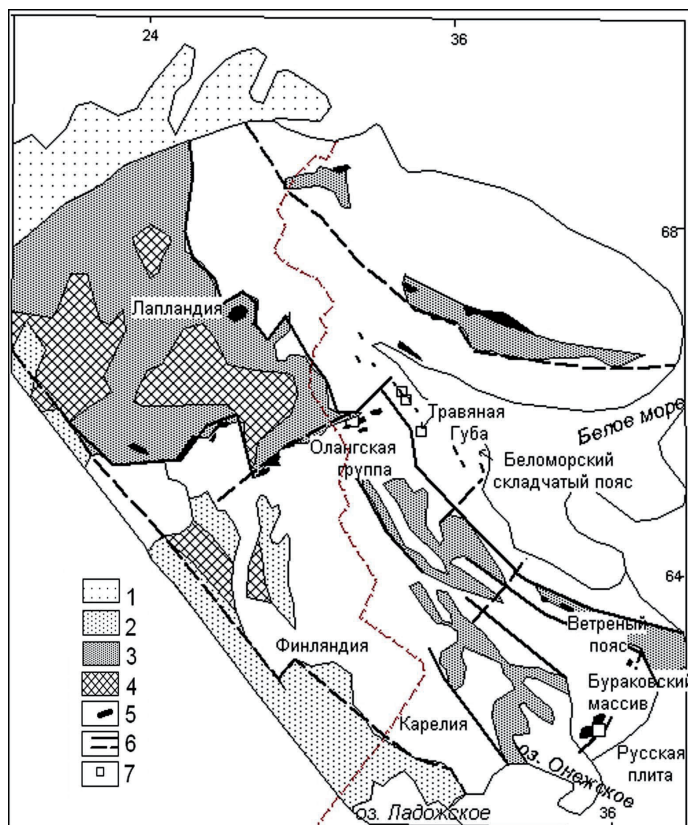 24
36
68
Лапландия
Травяная
Губа
Белое море
Олангская
группа
Беломорский
складчатый пояс
64
1
2
3
4
5
6
7
Финляндия
Ветреный
пояс
Бураковский
массив
Карелия
Русская
плита
оз. Онежское
оз. Ладожское
36